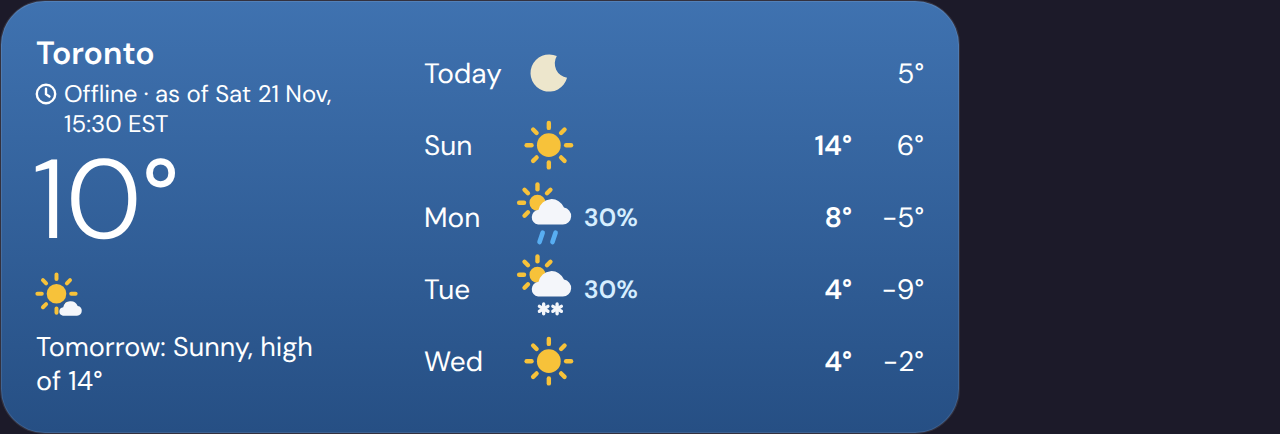 Toronto
Offline · as of Sat 21 Nov,
15:30 EST
10°
Tomorrow: Sunny, high
of 14°
Today 5°
Sun 14° 6°
Mon 30% 8° -5°
Tue 30% 4° -9°
Wed 4° -2°